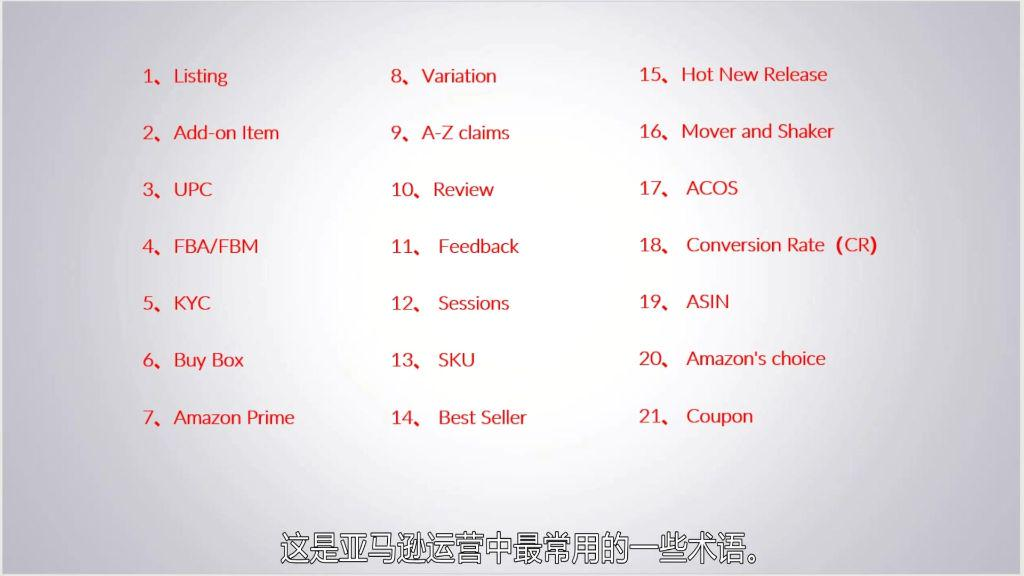 1、Listing
2、Add-on Item
3、UPC
4、FBA/FBM
5、KYC
6、Buy Box
7、Amazon Prime
8、Variation
9、A-Z claims
10、Review
11、 Feedback
12、 Sessions
13、 SKU
14、 Best Seller
15、Hot New Release
16、Mover and Shaker
17、 ACOS
18、 Conversion Rate（CR）
19、 ASIN
20、 Amazon's choice
21、 Coupon
这是亚马逊运营中最常用的一些术语。